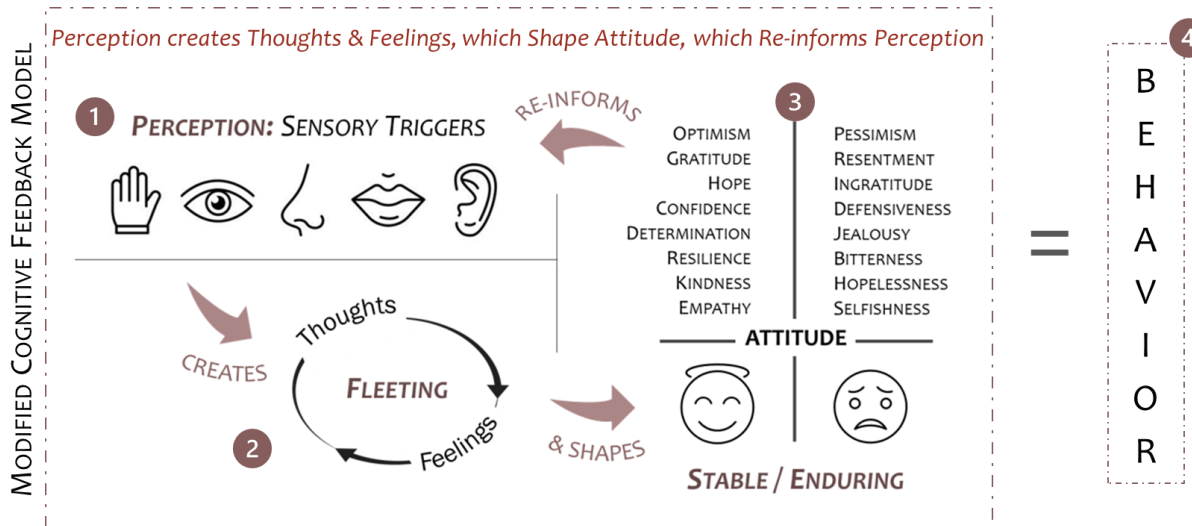 MODIFIED COGNITIVE FEEDBACK MODEL
Perception creates Thoughts & Feelings, which Shape Attitude, which Re-informs Perception
1
PERCEPTION: SENSORY TRIGGERS
RE-INFORMS
CREATES
2
Thoughts
FLEETING
Feelings
& SHAPES
3
OPTIMISM
GRATITUDE
HOPE
CONFIDENCE
DETERMINATION
RESILIENCE
KINDNESS
EMPATHY
PESSIMISM
RESENTMENT
INGRATITUDE
DEFENSIVENESS
JEALOUSY
BITTERNESS
HOPELESSNESS
SELFISHNESS
ATTITUDE
STABLE / ENDURING
=
4
BEHAVIOR